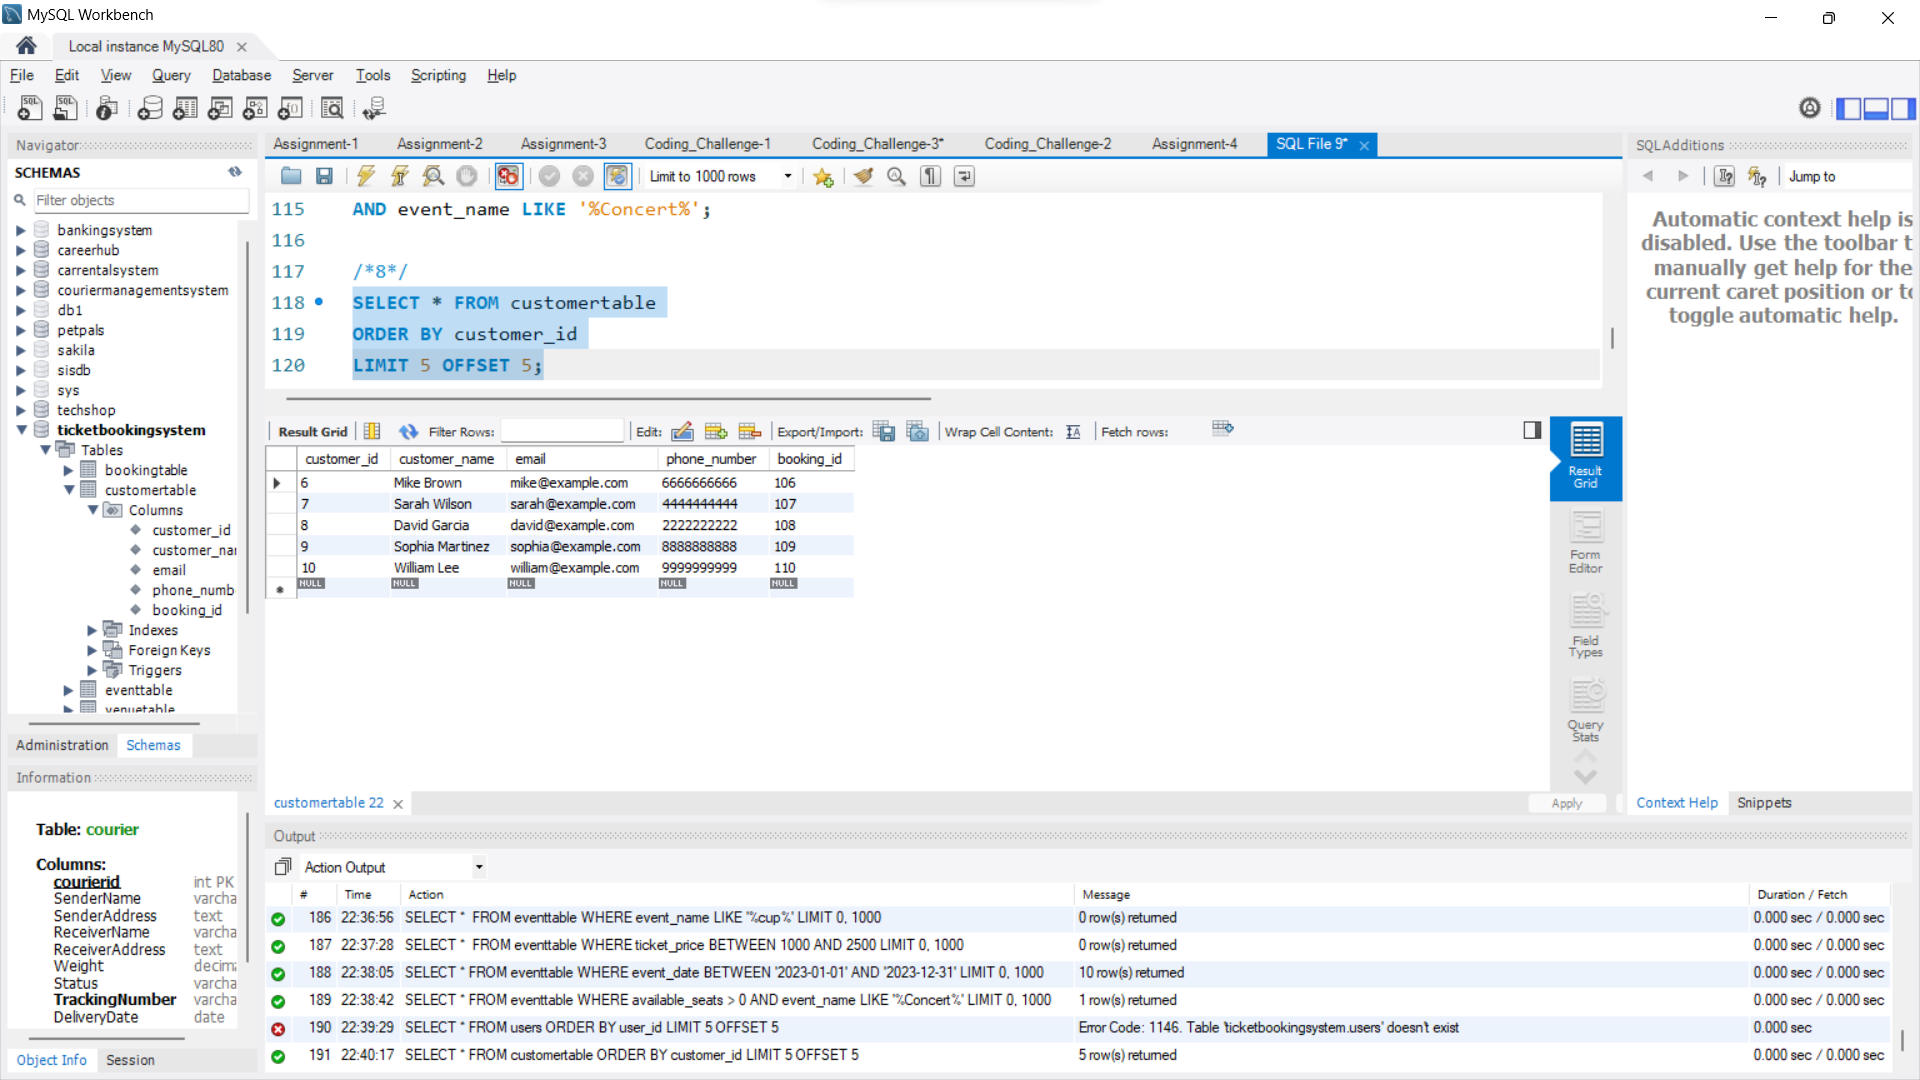 MySQL Workbench
Local instance MySQL80
File Edit View Query Database Server Tools Scripting Help
Navigator
SCHEMAS
Filter objects
bankingsystem
careerhub
carrentalsystem
couriermanagementsystem
db1
petpals
sakila
sisdb
sys
techshop
ticketbookingsystem
Tables
bookingtable
customertable
Columns
customer_id
customer_nar
email
phone_numb
booking_id
Indexes
Foreign Keys
Triggers
eventtable
venuetable
Administration Schemas
Information
Table: courier
Columns:
courierid int PK
SenderName varcha
SenderAddress text
ReceiverName varcha
ReceiverAddress text
Weight decima
Status varcha
TrackingNumber varcha
DeliveryDate date
Object Info Session
Assignment-1 Assignment-2 Assignment-3 Coding_Challenge-1 Coding_Challenge-3* Coding_Challenge-2 Assignment-4 SQL File 9*
Limit to 1000 rows
115 AND event_name LIKE '%Concert%';
116
117 /*8*/
118 SELECT * FROM customertable
119 ORDER BY customer_id
120 LIMIT 5 OFFSET 5;
Result Grid Filter Rows: Edit: Export/Import: Wrap Cell Content: Fetch rows:
customer_id customer_name email phone_number booking_id
6 Mike Brown mike@example.com 6666666666 106
7 Sarah Wilson sarah@example.com 4444444444 107
8 David Garcia david@example.com 2222222222 108
9 Sophia Martinez sophia@example.com 8888888888 109
10 William Lee william@example.com 9999999999 110
NULL NULL NULL NULL NULL
Result
Grid
Form
Editor
Field
Types
Query
Stats
customertable 22
Apply
SQLAdditions
Jump to
Automatic context help is
disabled. Use the toolbar t
manually get help for the
current caret position or to
toggle automatic help.
Context Help Snippets
Output
Action Output
# Time Action Message Duration / Fetch
186 22:36:56 SELECT * FROM eventtable WHERE event_name LIKE '%cup%' LIMIT 0, 1000 0 row(s) returned 0.000 sec / 0.000 sec
187 22:37:28 SELECT * FROM eventtable WHERE ticket_price BETWEEN 1000 AND 2500 LIMIT 0, 1000 0 row(s) returned 0.000 sec / 0.000 sec
188 22:38:05 SELECT * FROM eventtable WHERE event_date BETWEEN '2023-01-01' AND '2023-12-31' LIMIT 0, 1000 10 row(s) returned 0.000 sec / 0.000 sec
189 22:38:42 SELECT * FROM eventtable WHERE available_seats > 0 AND event_name LIKE '%Concert%' LIMIT 0, 1000 1 row(s) returned 0.000 sec / 0.000 sec
190 22:39:29 SELECT * FROM users ORDER BY user_id LIMIT 5 OFFSET 5 Error Code: 1146. Table 'ticketbookingsystem.users' doesn't exist 0.000 sec
191 22:40:17 SELECT * FROM customertable ORDER BY customer_id LIMIT 5 OFFSET 5 5 row(s) returned 0.000 sec / 0.000 sec